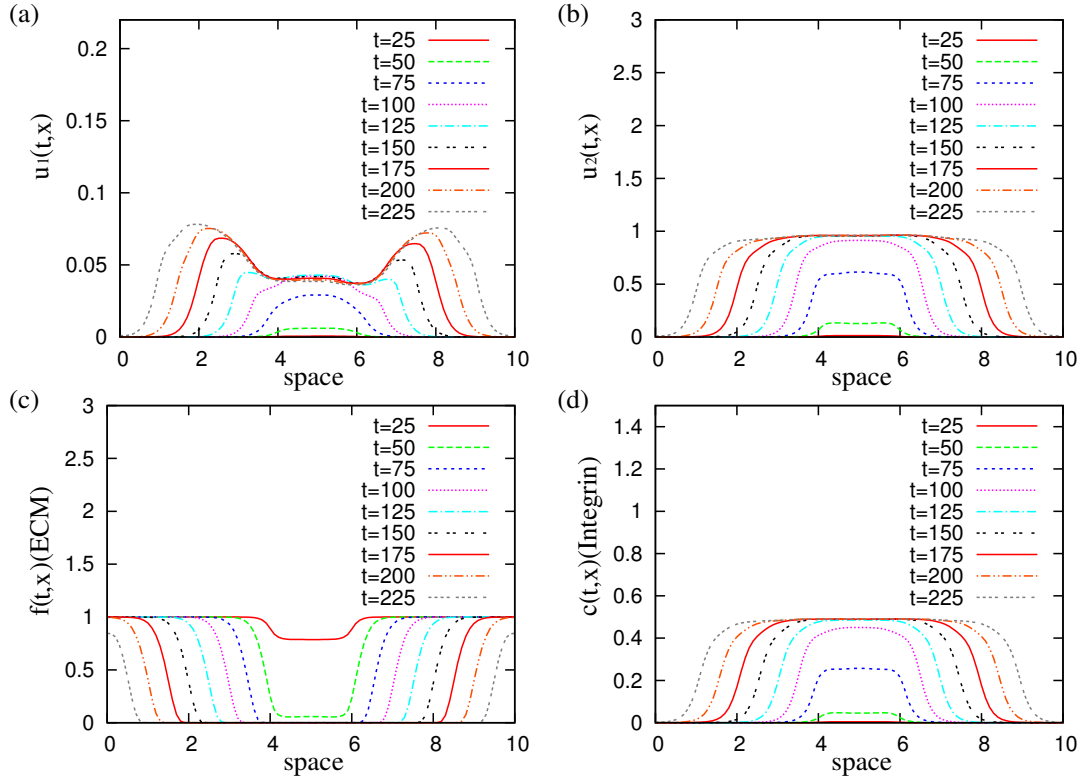 (a)
0.2
0.15
0.1
0.05
0
u1(t,x)
t=25
t=50
t=75
t=100
t=125
t=150
t=175
t=200
t=225
0 2 4 6 8 10
space
(b)
3
2.5
2
1.5
1
0.5
0
u2(t,x)
t=25
t=50
t=75
t=100
t=125
t=150
t=175
t=200
t=225
0 2 4 6 8 10
space
(c)
3
2.5
2
1.5
1
0.5
0
f(t,x)(ECM)
t=25
t=50
t=75
t=100
t=125
t=150
t=175
t=200
t=225
0 2 4 6 8 10
space
(d)
1.4
1.2
1
0.8
0.6
0.4
0.2
0
c(t,x)(Integrin)
t=25
t=50
t=75
t=100
t=125
t=150
t=175
t=200
t=225
0 2 4 6 8 10
space